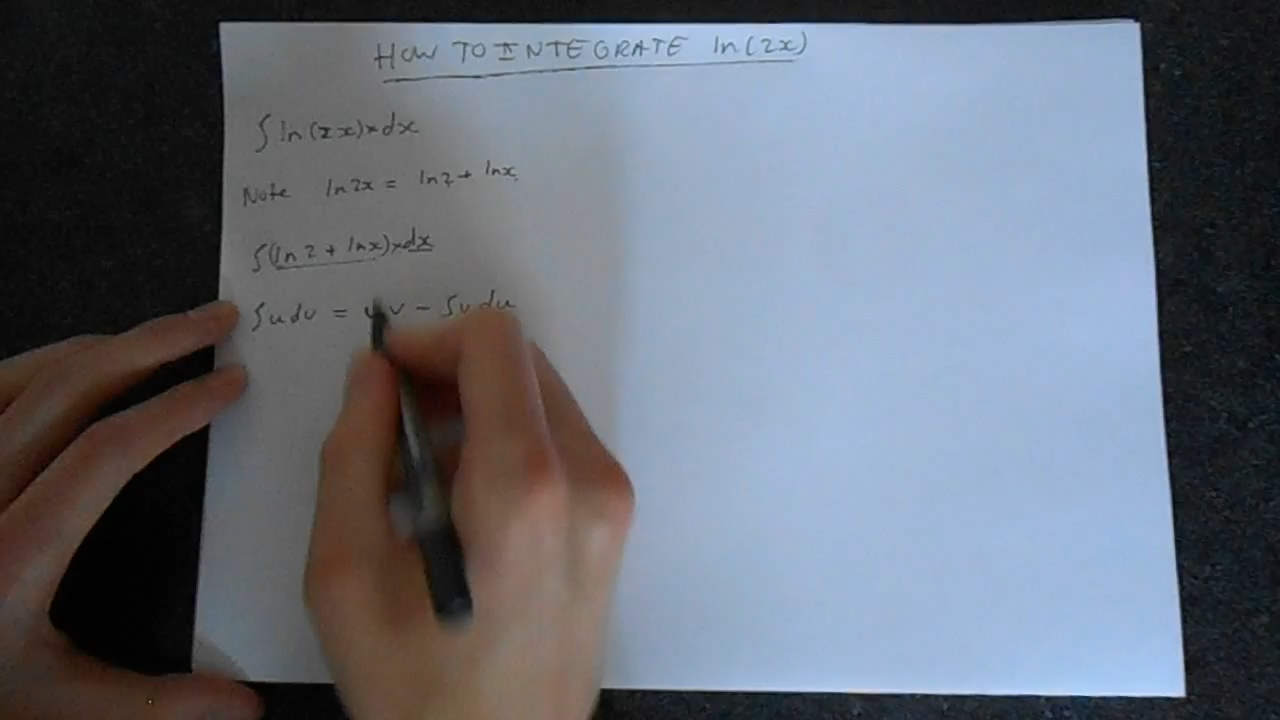 HOW TO INTEGRATE ln(2x)
∫ ln(2x)×dx
Note ln2x = ln2 + lnx
∫(ln2 + lnx)×dx
∫udv = uv - ∫vdu